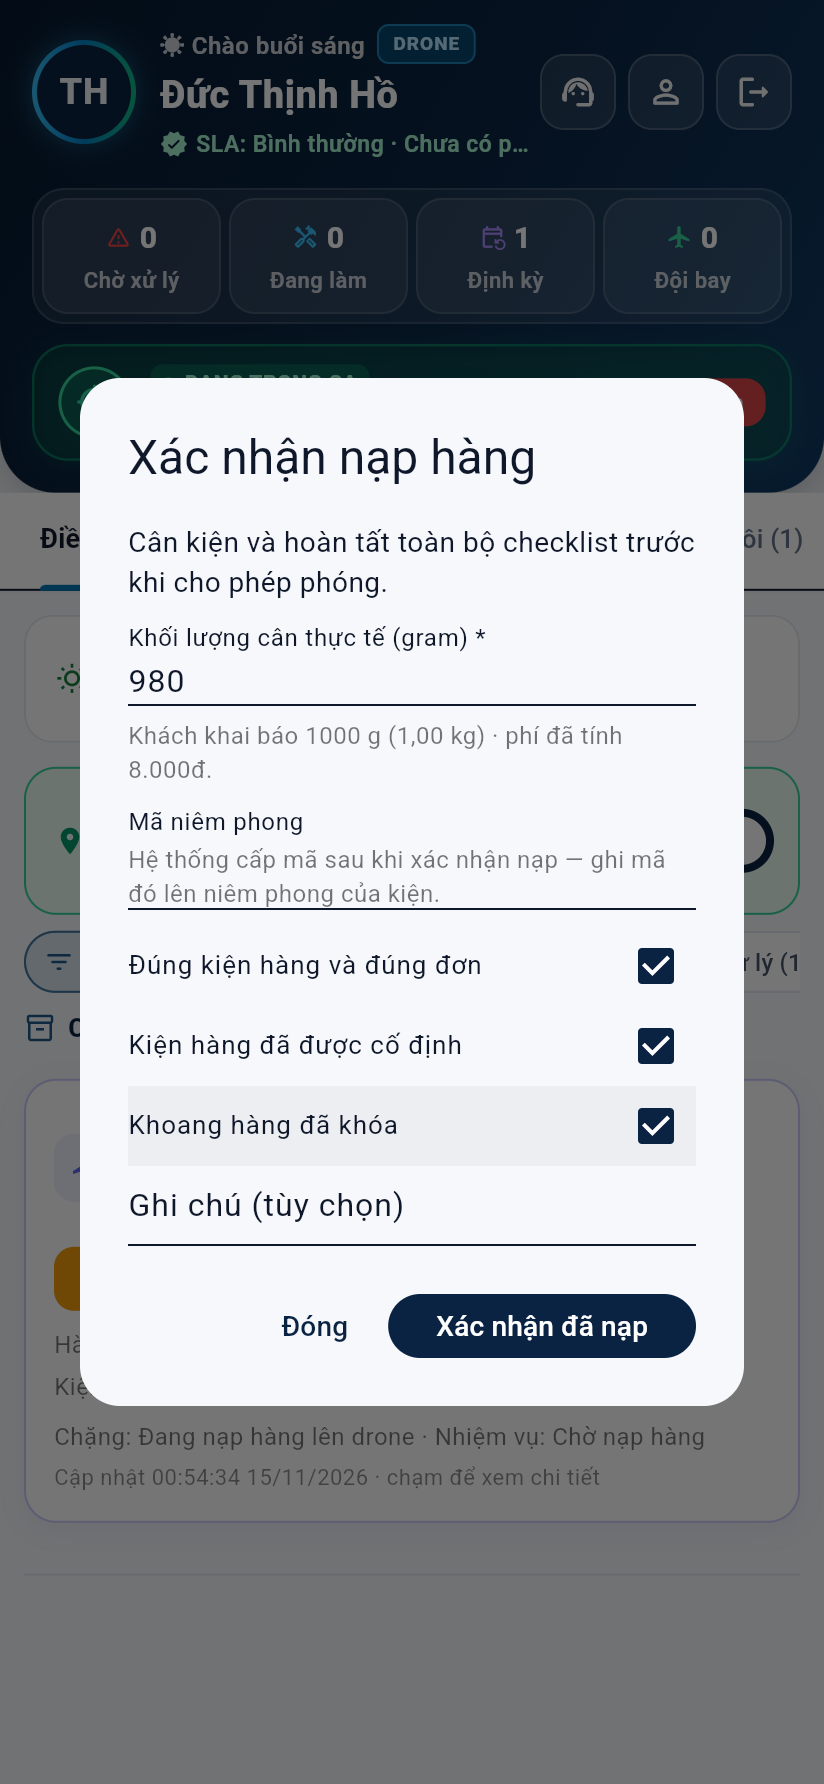 TH
Chào buổi sáng
DRONE
Đức Thịnh Hồ
SLA: Bình thường · Chưa có p...
0
Chờ xử lý
0
Đang làm
1
Định kỳ
0
Đội bay
Xác nhận nạp hàng
Cân kiện và hoàn tất toàn bộ checklist trước
khi cho phép phóng.
Khối lượng cân thực tế (gram) *
980
Khách khai báo 1000 g (1,00 kg) · phí đã tính
8.000đ.
Mã niêm phong
Hệ thống cấp mã sau khi xác nhận nạp — ghi mã
đó lên niêm phong của kiện.
Đúng kiện hàng và đúng đơn
Kiện hàng đã được cố định
Khoang hàng đã khóa
Ghi chú (tùy chọn)
Đóng
Xác nhận đã nạp
Chặng: Đang nạp hàng lên drone · Nhiệm vụ: Chờ nạp hàng
Cập nhật 00:54:34 15/11/2026 · chạm để xem chi tiết